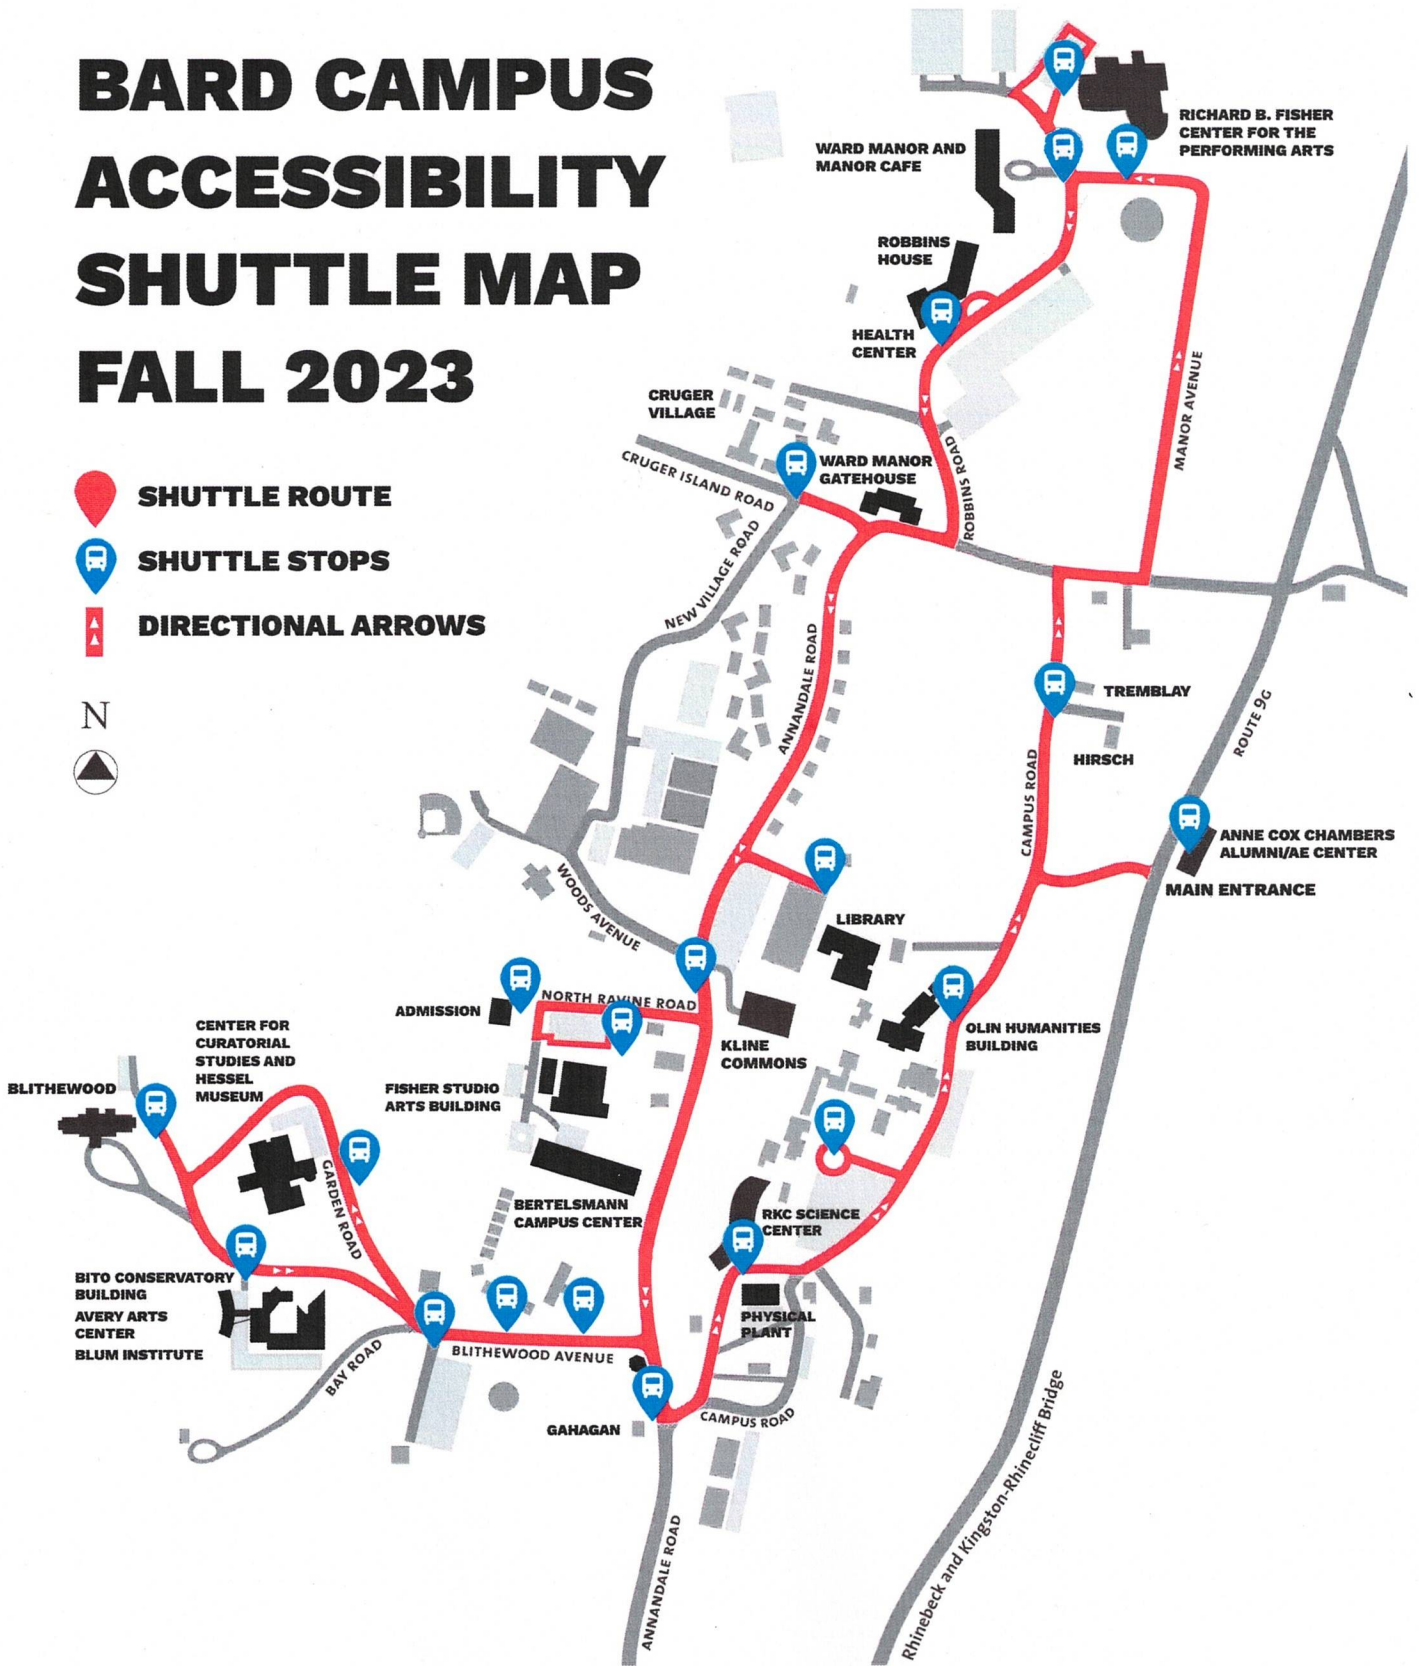 BARD CAMPUS
ACCESSIBILITY
SHUTTLE MAP
FALL 2023
SHUTTLE ROUTE
SHUTTLE STOPS
DIRECTIONAL ARROWS
N
RICHARD B. FISHER
CENTER FOR THE
PERFORMING ARTS
WARD MANOR AND
MANOR CAFE
ROBBINS
HOUSE
HEALTH
CENTER
CRUGER
VILLAGE
WARD MANOR
GATEHOUSE
CRUGER ISLAND ROAD
ROBBINS ROAD
MANOR AVENUE
NEW VILLAGE ROAD
ANNANDALE ROAD
TREMBLAY
HIRSCH
ROUTE 9G
CAMPUS ROAD
ANNE COX CHAMBERS
ALUMNI/AE CENTER
MAIN ENTRANCE
WOODS AVENUE
LIBRARY
ADMISSION
NORTH RAVINE ROAD
KLINE
COMMONS
OLIN HUMANITIES
BUILDING
CENTER FOR
CURATORIAL
STUDIES AND
HESSEL
MUSEUM
BLITHEWOOD
FISHER STUDIO
ARTS BUILDING
GARDEN ROAD
BERTELSMANN
CAMPUS CENTER
RKC SCIENCE
CENTER
BITO CONSERVATORY
BUILDING
AVERY ARTS
CENTER
BLUM INSTITUTE
PHYSICAL
PLANT
BLITHEWOOD AVENUE
BAY ROAD
GAHAGAN
CAMPUS ROAD
ANNANDALE ROAD
Rhinebeck and Kingston-Rhinecliff Bridge